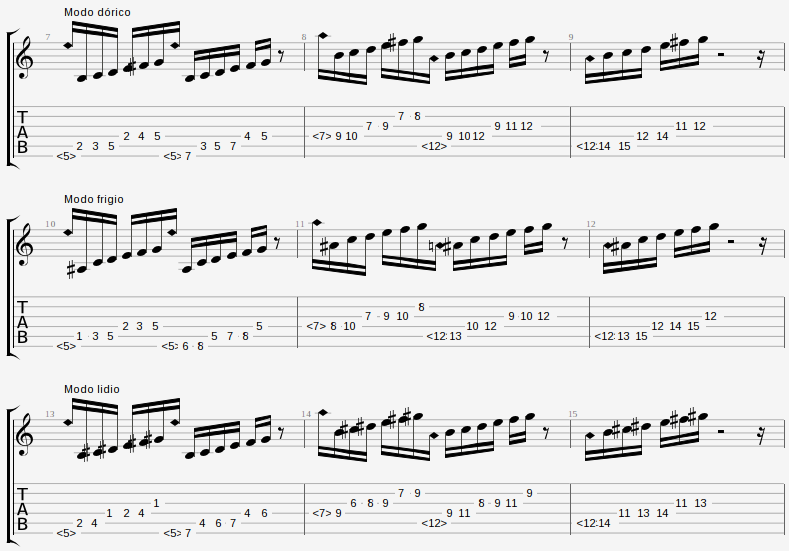 Modo dórico
7 8 9
T 7 8
A 7 9 9 11 12 11 12
2 4 5 4 5 <7> 9 10 9 10 12 12 14
B 2 3 5 3 5 7 <12> <12> 14 15
<5> <5> 7
Modo frigio
10 11 12
T 8
A 7 9 10 9 10 12 12
2 3 5 5 <7> 8 10 10 12 12 14 15
B 1 3 5 5 7 8 <12> 13 <12> 13 15
<5> <5> 6 8
Modo lidio
13 14 15
T 7 9 9
1 6 8 9 8 9 11 11 13
A 1 2 4 4 6 <7> 9 9 11 11 13 14
B 2 4 4 6 7 <12> <12> 14
<5> <5> 7